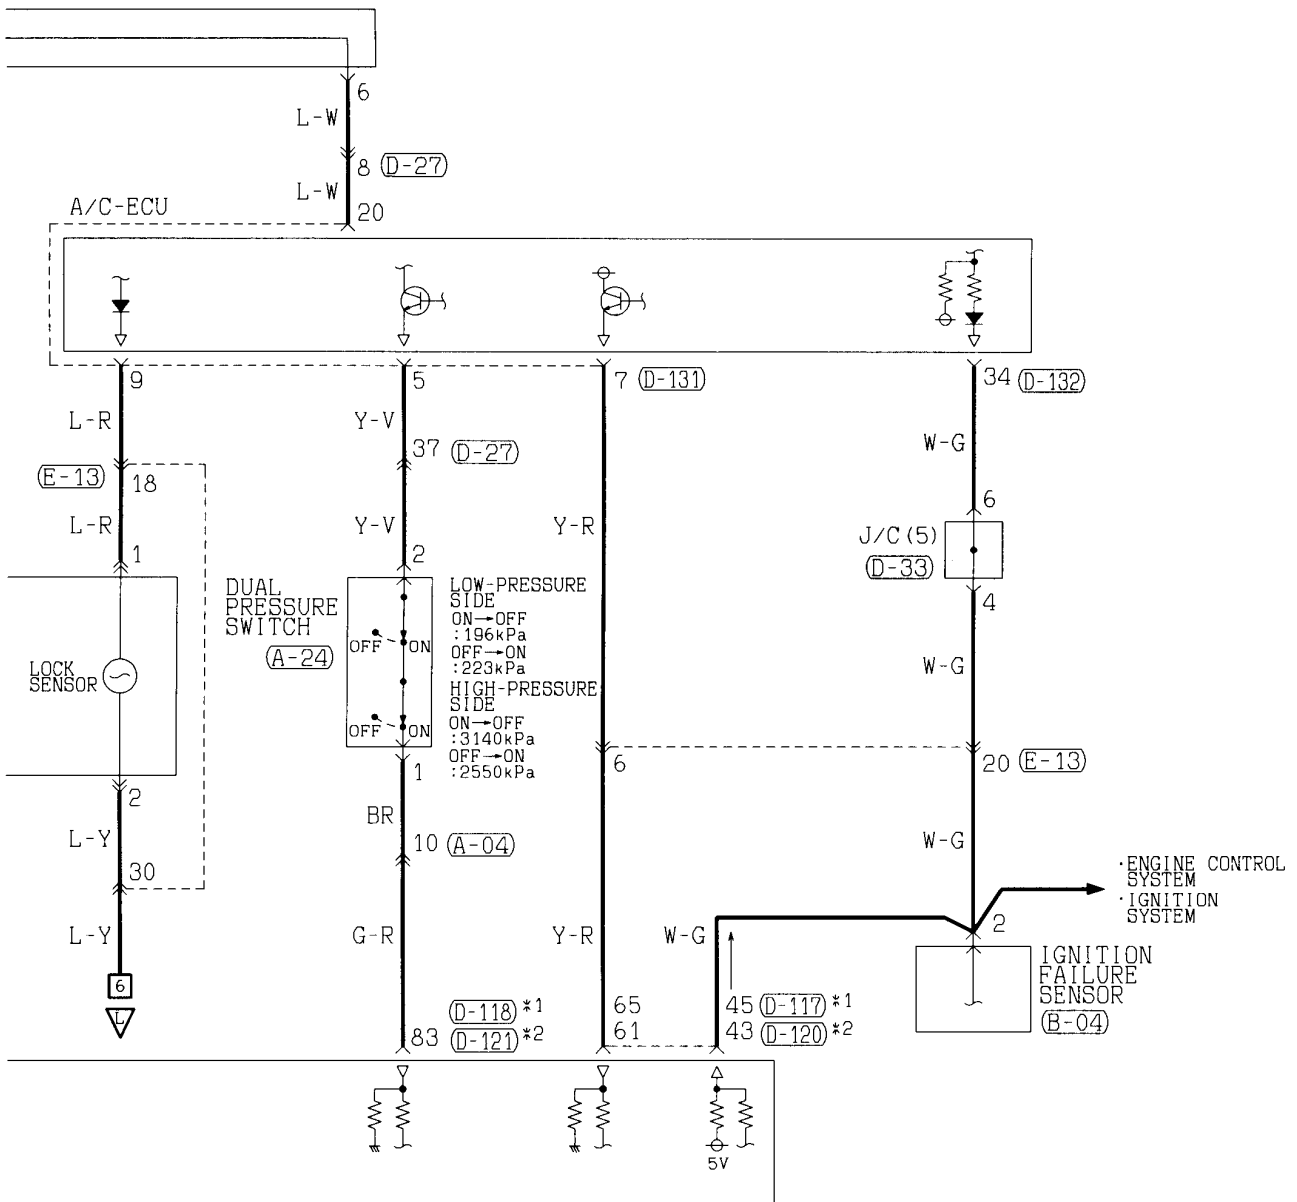 6
L-W
8 (D-27)
L-W
A/C-ECU
20
9
5
7 (D-131)
34 (D-132)
L-R
Y-V
W-G
37 (D-27)
(E-13)
18
6
L-R
Y-V
Y-R
J/C(5)
(D-33)
1
2
4
DUAL
PRESSURE
SWITCH
(A-24)
OFF ON
OFF ON
LOW-PRESSURE
SIDE
ON→OFF
:196kPa
OFF→ON
:223kPa
HIGH-PRESSURE
SIDE
ON→OFF
:3140kPa
OFF→ON
:2550kPa
LOCK
SENSOR
W-G
6
20 (E-13)
2
1
L-Y
BR
W-G
10 (A-04)
30
·ENGINE CONTROL
SYSTEM
·IGNITION
SYSTEM
L-Y
G-R
Y-R
W-G
2
IGNITION
FAILURE
SENSOR
(B-04)
6
L
83
(D-118)*1
(D-121)*2
65
61
45 (D-117)*1
43 (D-120)*2
5V